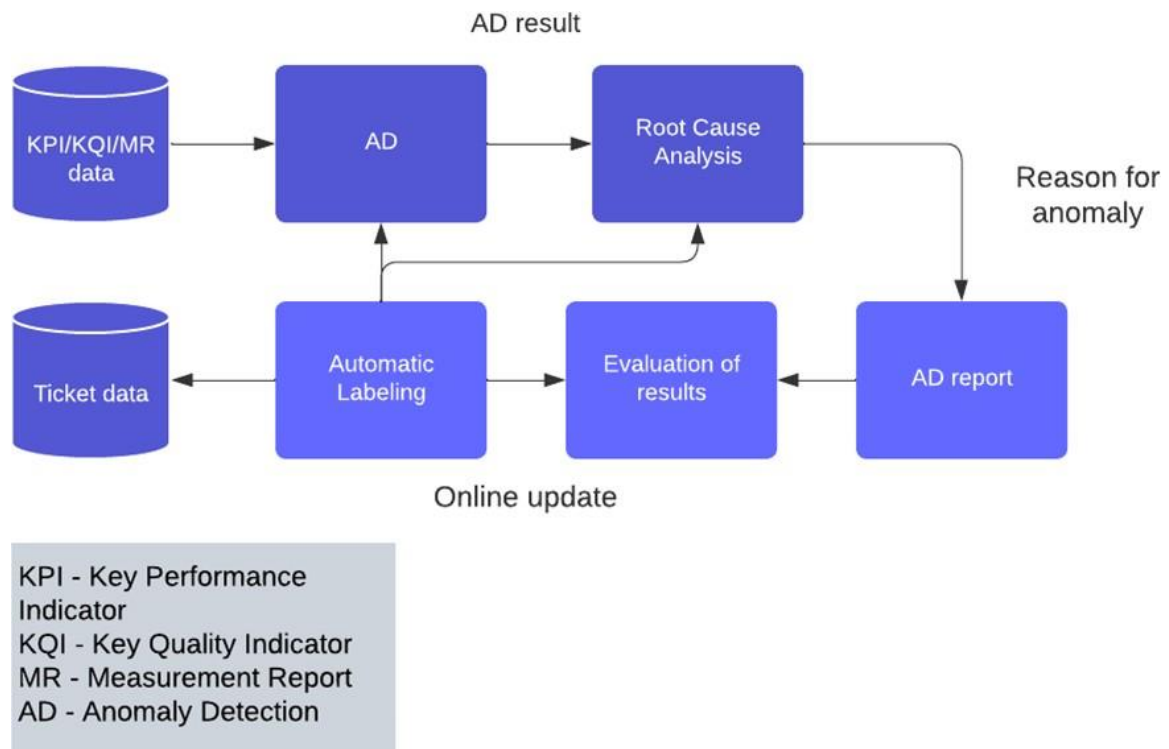 AD result
KPI/KQI/MR
data
AD
Root Cause
Analysis
Reason for
anomaly
Ticket data
Automatic
Labeling
Evaluation of
results
AD report
Online update
KPI - Key Performance
Indicator
KQI - Key Quality Indicator
MR - Measurement Report
AD - Anomaly Detection